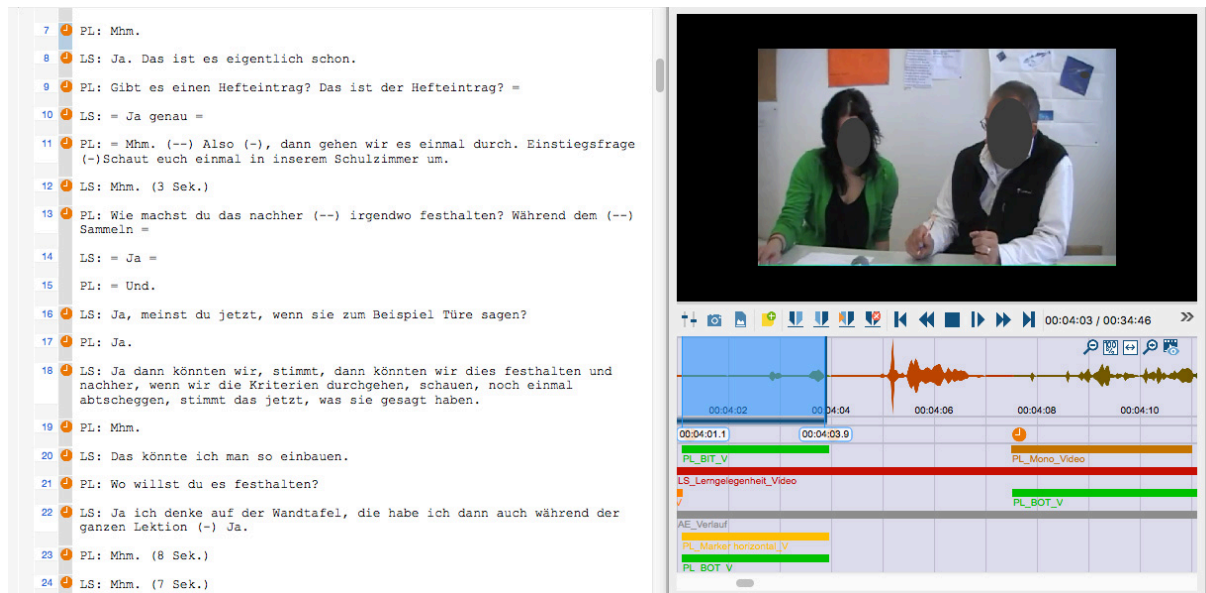 7 PL: Mhm.
8 LS: Ja. Das ist es eigentlich schon.
9 PL: Gibt es einen Hefteintrag? Das ist der Hefteintrag? =
10 LS: = Ja genau =
11 PL: = Mhm. (--) Also (-), dann gehen wir es einmal durch. Einstiegsfrage
(-)Schaut euch einmal in inserem Schulzimmer um.
12 LS: Mhm. (3 Sek.)
13 PL: Wie machst du das nachher (--) irgendwo festhalten? Während dem (--)
Sammeln =
14 LS: = Ja =
15 PL: = Und.
16 LS: Ja, meinst du jetzt, wenn sie zum Beispiel Türe sagen?
17 PL: Ja.
18 LS: Ja dann könnten wir, stimmt, dann könnten wir dies festhalten und
nachher, wenn wir die Kriterien durchgehen, schauen, noch einmal
abtscheggen, stimmt das jetzt, was sie gesagt haben.
19 PL: Mhm.
20 LS: Das könnte ich man so einbauen.
21 PL: Wo willst du es festhalten?
22 LS: Ja ich denke auf der Wandtafel, die habe ich dann auch während der
ganzen Lektion (-) Ja.
23 PL: Mhm. (8 Sek.)
24 LS: Mhm. (7 Sek.)
00:04:03 / 00:34:46
100 %
00:04:02 00:04:04 00:04:06 00:04:08 00:04:10
00:04:01.1 00:04:03.9
PL_BIT_V PL_Mono_Video
LS_Lerngelegenheit_Video
V PL_BOT_V
AE_Verlauf
PL_Marker horizontal_V
PL_BOT_V